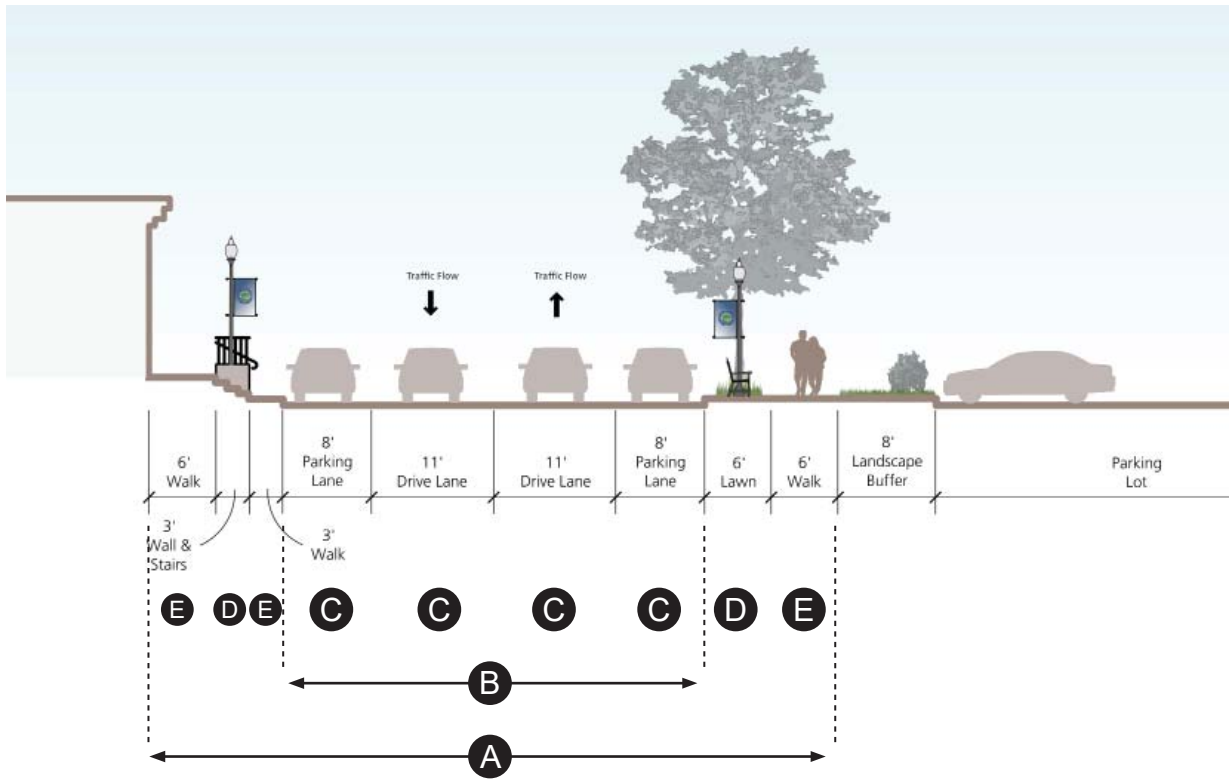 Traffic Flow
Traffic Flow
6'
Walk
8'
Parking
Lane
11'
Drive Lane
11'
Drive Lane
8'
Parking
Lane
6'
Lawn
6'
Walk
8'
Landscape
Buffer
Parking
Lot
3'
Wall &
Stairs
3'
Walk
E D E C C C C D E
B
A